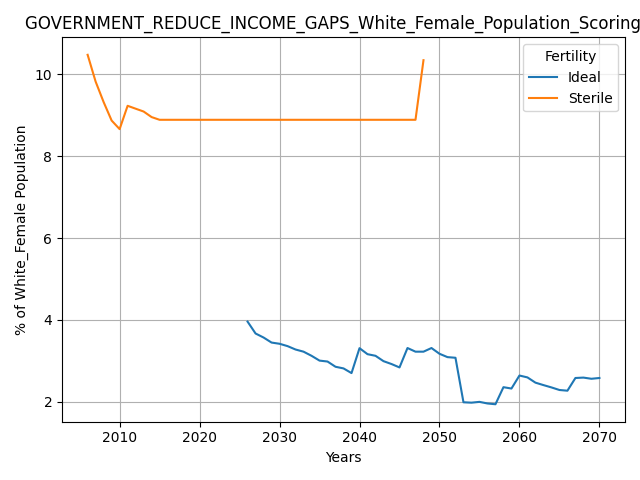 GOVERNMENT_REDUCE_INCOME_GAPS_White_Female_Population_Scoring
Fertility
Ideal
Sterile
% of White_Female Population
10
8
6
4
2
2010 2020 2030 2040 2050 2060 2070
Years